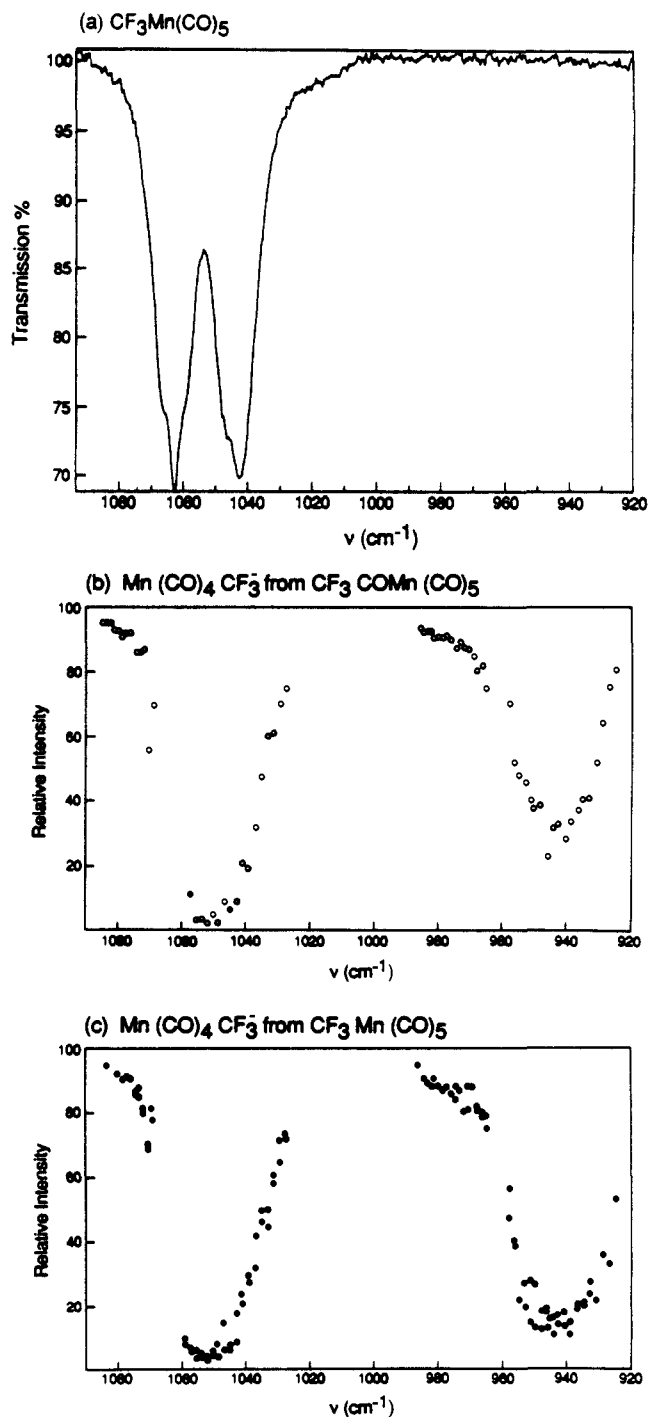 (a) CF3Mn(CO)5
100
95
90
85
80
75
70
Transmission %
1080 1060 1040 1020 1000 980 960 940 920
ν (cm-1)
(b) Mn (CO)4 CF3- from CF3 COMn (CO)5
100
80
60
40
20
Relative Intensity
1080 1060 1040 1020 1000 980 960 940 920
ν (cm-1)
(c) Mn (CO)4 CF3- from CF3 Mn (CO)5
100
80
60
40
20
Relative Intensity
1080 1060 1040 1020 1000 980 960 940 920
ν (cm-1)